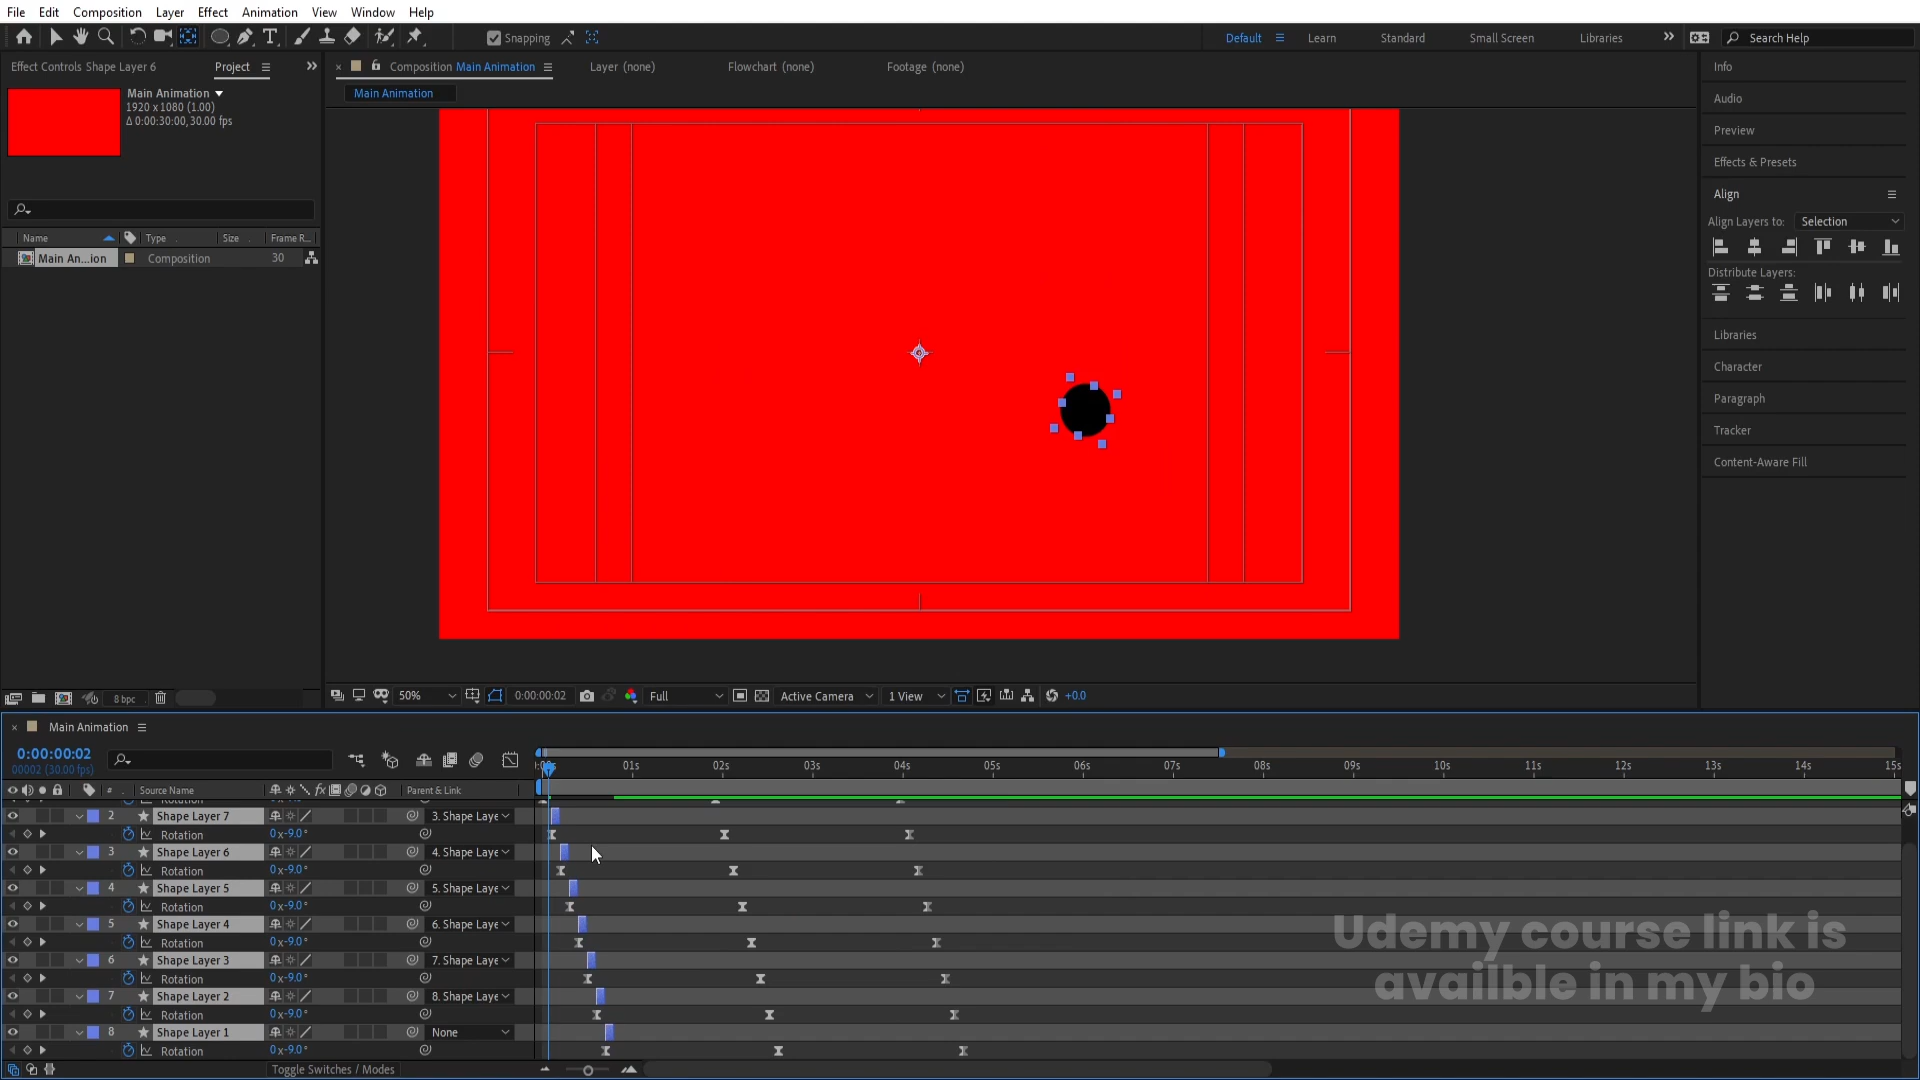 File Edit Composition Layer Effect Animation View Window Help
Snapping
Default Learn Standard Small Screen Libraries Search Help
Effect Controls Shape Layer 6 Project
Composition Main Animation Layer (none) Flowchart (none) Footage (none)
Main Animation
Main Animation
1920 x 1080 (1.00)
Δ 0:00:30:00, 30.00 fps
Name Type Size Frame R...
Main An...ion Composition 30
Info
Audio
Preview
Effects & Presets
Align
Align Layers to: Selection
Distribute Layers:
Libraries
Character
Paragraph
Tracker
Content-Aware Fill
8 bpc
50% 0:00:00:02 Full Active Camera 1 View +0.0
Main Animation
0:00:00:02
00002 (30.00 fps)
01s 02s 03s 04s 05s 06s 07s 08s 09s 10s 11s 12s 13s 14s 15s
# Source Name Parent & Link
2 Shape Layer 7 3. Shape Laye
Rotation 0x-9.0°
3 Shape Layer 6 4. Shape Laye
Rotation 0x-9.0°
4 Shape Layer 5 5. Shape Laye
Rotation 0x-9.0°
5 Shape Layer 4 6. Shape Laye
Rotation 0x-9.0°
6 Shape Layer 3 7. Shape Laye
Rotation 0x-9.0°
7 Shape Layer 2 8. Shape Laye
Rotation 0x-9.0°
8 Shape Layer 1 None
Rotation 0x-9.0°
Toggle Switches / Modes
Udemy course link is
availble in my bio